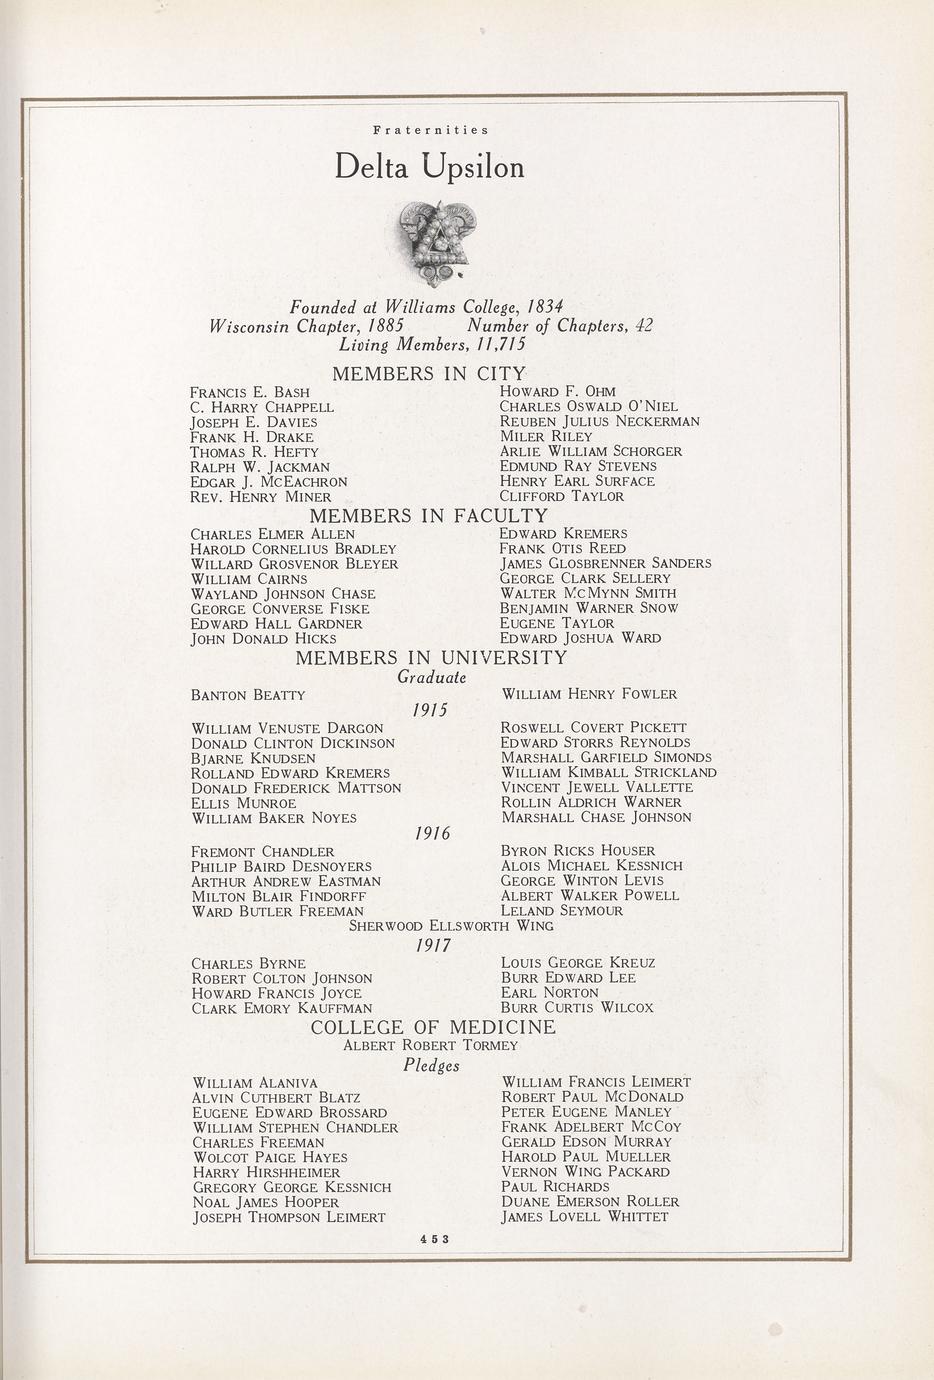 Fraternities
Delta Upsilon
Founded at Williams College, 1834
Wisconsin Chapter, 1885 Number of Chapters, 42
Living Members, 11,715
MEMBERS IN CITY
FRANCIS E. BASH HOWARD F. OHM
C. HARRY CHAPPELL CHARLES OSWALD O'NIEL
JOSEPH E. DAVIES REUBEN JULIUS NECKERMAN
FRANK H. DRAKE MILER RILEY
THOMAS R. HEFTY ARLIE WILLIAM SCHORGER
RALPH W. JACKMAN EDMUND RAY STEVENS
EDGAR J. MCEACHRON HENRY EARL SURFACE
REV. HENRY MINER CLIFFORD TAYLOR
MEMBERS IN FACULTY
CHARLES ELMER ALLEN EDWARD KREMERS
HAROLD CORNELIUS BRADLEY FRANK OTIS REED
WILLARD GROSVENOR BLEYER JAMES GLOSBRENNER SANDERS
WILLIAM CAIRNS GEORGE CLARK SELLERY
WAYLAND JOHNSON CHASE WALTER MCMYNN SMITH
GEORGE CONVERSE FISKE BENJAMIN WARNER SNOW
EDWARD HALL GARDNER EUGENE TAYLOR
JOHN DONALD HICKS EDWARD JOSHUA WARD
MEMBERS IN UNIVERSITY
Graduate
BANTON BEATTY WILLIAM HENRY FOWLER
1915
WILLIAM VENUSTE DARGON ROSWELL COVERT PICKETT
DONALD CLINTON DICKINSON EDWARD STORRS REYNOLDS
BJARNE KNUDSEN MARSHALL GARFIELD SIMONDS
ROLLAND EDWARD KREMERS WILLIAM KIMBALL STRICKLAND
DONALD FREDERICK MATTSON VINCENT JEWELL VALLETTE
ELLIS MUNROE ROLLIN ALDRICH WARNER
WILLIAM BAKER NOYES MARSHALL CHASE JOHNSON
1916
FREMONT CHANDLER BYRON RICKS HOUSER
PHILIP BAIRD DESNOYERS ALOIS MICHAEL KESSNICH
ARTHUR ANDREW EASTMAN GEORGE WINTON LEVIS
MILTON BLAIR FINDORFF ALBERT WALKER POWELL
WARD BUTLER FREEMAN LELAND SEYMOUR
SHERWOOD ELLSWORTH WING
1917
CHARLES BYRNE LOUIS GEORGE KREUZ
ROBERT COLTON JOHNSON BURR EDWARD LEE
HOWARD FRANCIS JOYCE EARL NORTON
CLARK EMORY KAUFFMAN BURR CURTIS WILCOX
COLLEGE OF MEDICINE
ALBERT ROBERT TORMEY
Pledges
WILLIAM ALANIVA WILLIAM FRANCIS LEIMERT
ALVIN CUTHBERT BLATZ ROBERT PAUL MCDONALD
EUGENE EDWARD BROSSARD PETER EUGENE MANLEY
WILLIAM STEPHEN CHANDLER FRANK ADELBERT MCCOY
CHARLES FREEMAN GERALD EDSON MURRAY
WOLCOT PAIGE HAYES HAROLD PAUL MUELLER
HARRY HIRSHHEIMER VERNON WING PACKARD
GREGORY GEORGE KESSNICH PAUL RICHARDS
NOAL JAMES HOOPER DUANE EMERSON ROLLER
JOSEPH THOMPSON LEIMERT JAMES LOVELL WHITTET
453